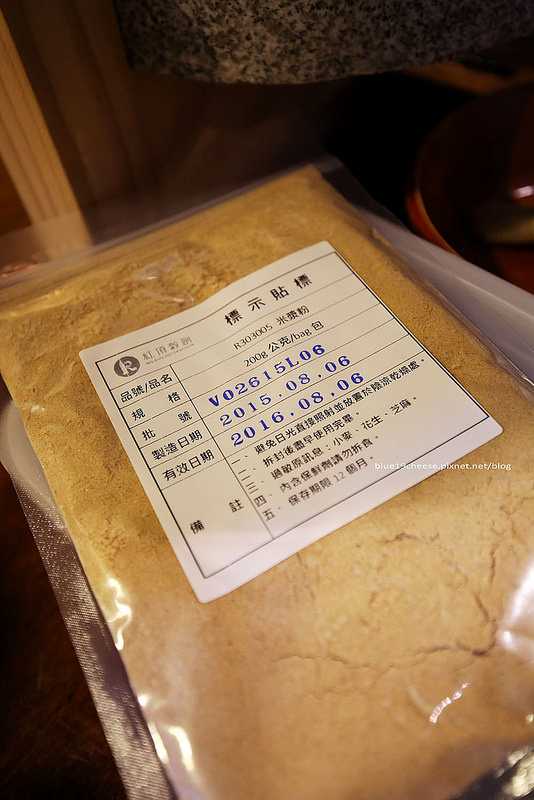 標示貼標
紅頂穀創
品號/品名 R303005 米漿粉
規格 200g 公克/bag 包
批號 V02615L06
製造日期 2015.08.06
有效日期 2016.08.06
備註
一、避免日光直接照射並放置於陰涼乾燥處。
二、拆封後盡早使用完畢。
三、過敏原訊息：小麥、花生、芝麻。
四、內含保鮮劑請勿拆食。
五、保存期限 12 個月。
blue19cheese.pixnet.net/blog